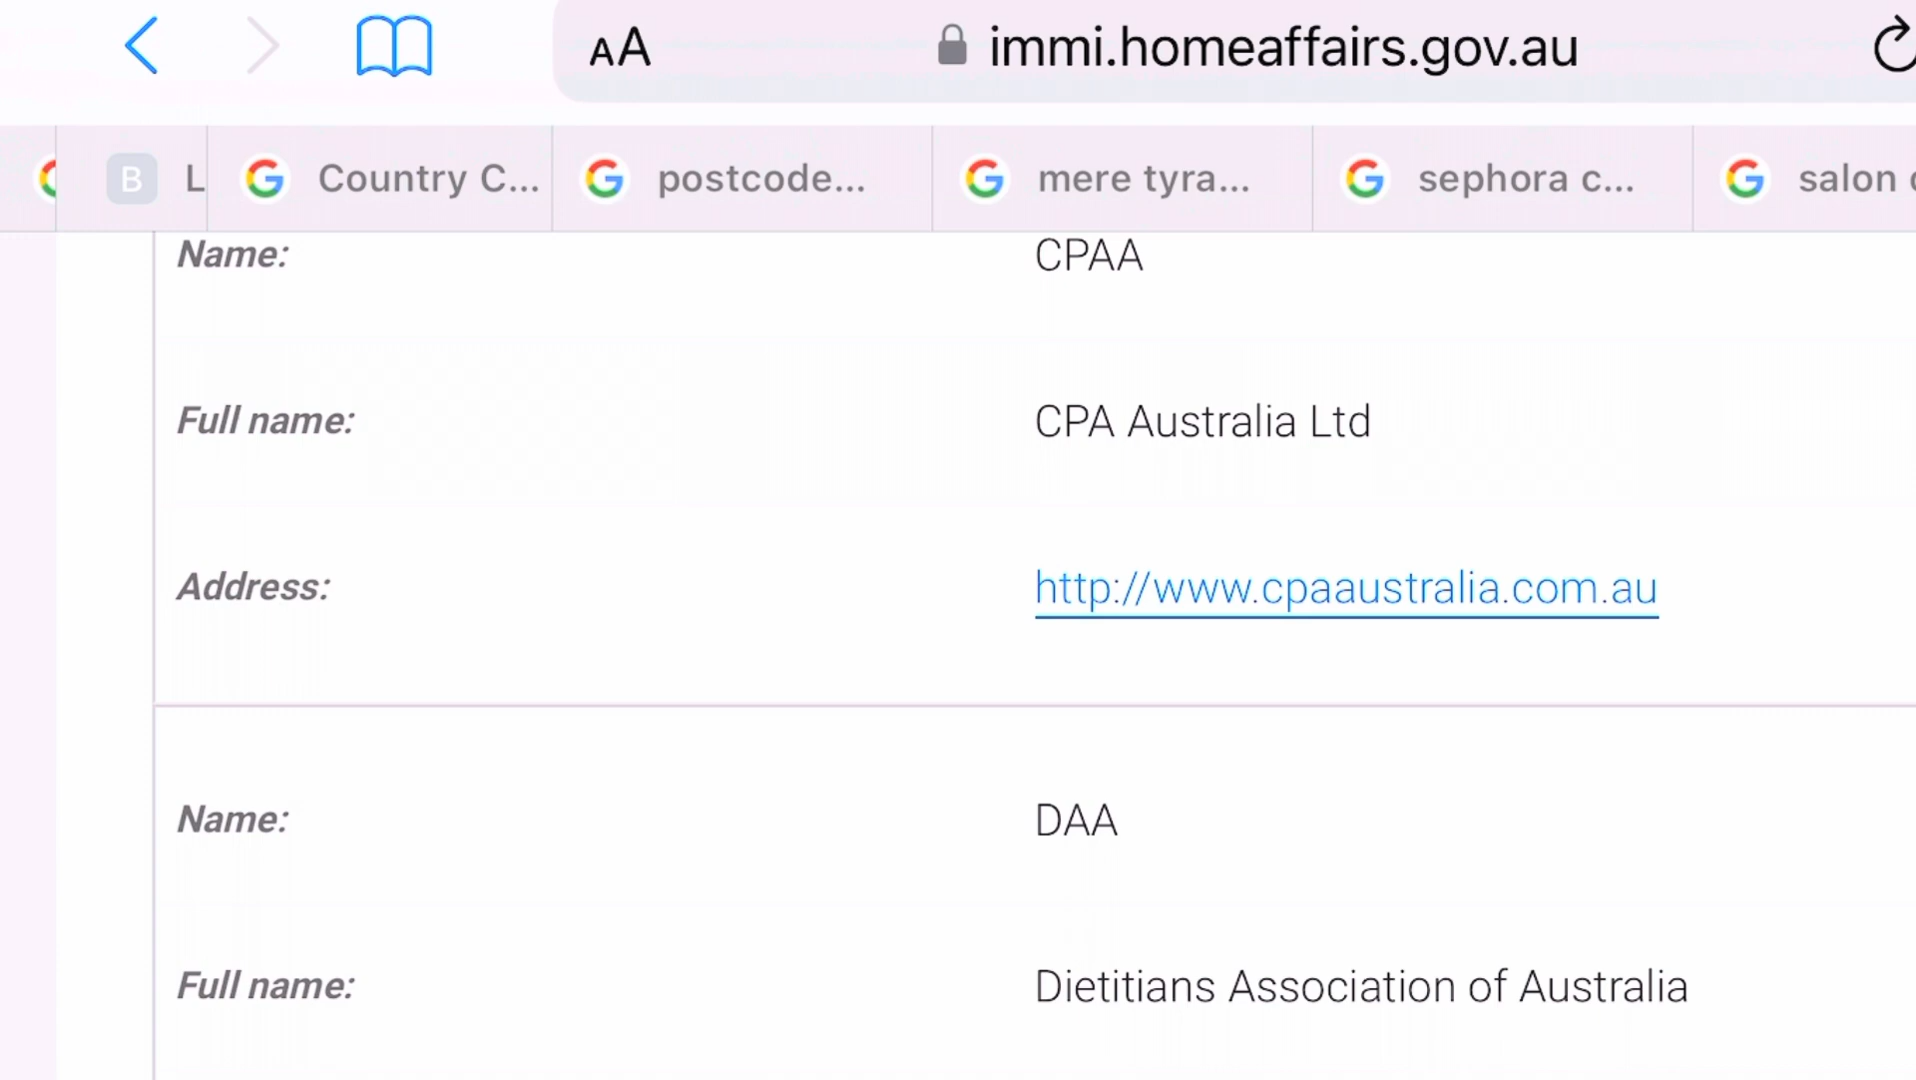 AA immi.homeaffairs.gov.au
B L Country C... postcode... mere tyra... sephora c... salon
Name: CPAA
Full name: CPA Australia Ltd
Address: http://www.cpaaustralia.com.au
Name: DAA
Full name: Dietitians Association of Australia